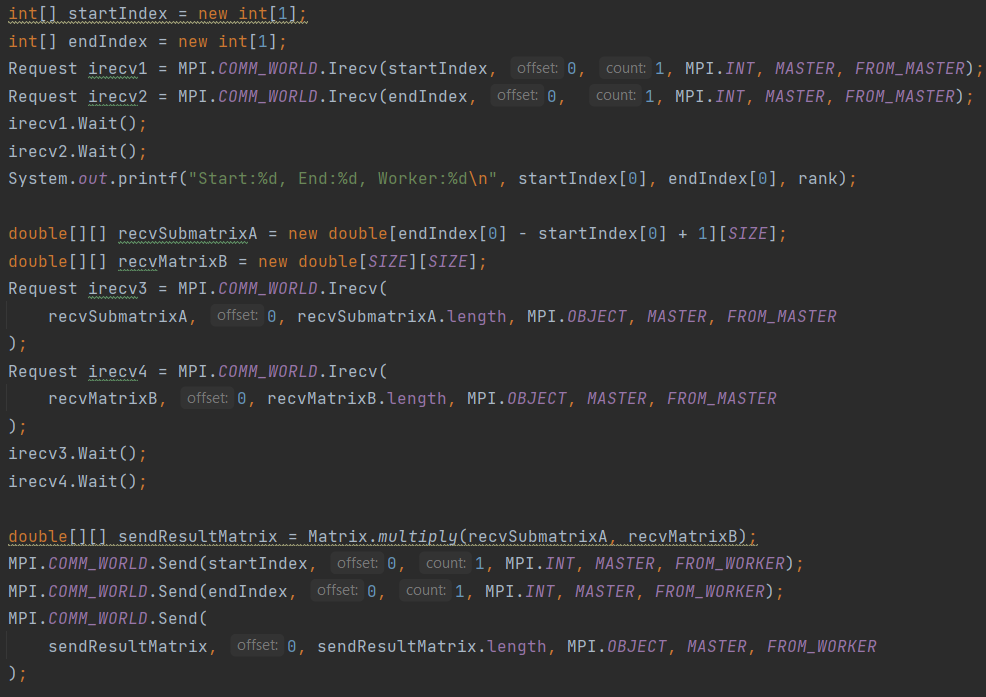 int[] startIndex = new int[1];
int[] endIndex = new int[1];
Request irecv1 = MPI.COMM_WORLD.Irecv(startIndex, offset: 0, count: 1, MPI.INT, MASTER, FROM_MASTER);
Request irecv2 = MPI.COMM_WORLD.Irecv(endIndex, offset: 0, count: 1, MPI.INT, MASTER, FROM_MASTER);
irecv1.Wait();
irecv2.Wait();
System.out.printf("Start:%d, End:%d, Worker:%d\n", startIndex[0], endIndex[0], rank);
double[][] recvSubmatrixA = new double[endIndex[0] - startIndex[0] + 1][SIZE];
double[][] recvMatrixB = new double[SIZE][SIZE];
Request irecv3 = MPI.COMM_WORLD.Irecv(
recvSubmatrixA, offset: 0, recvSubmatrixA.length, MPI.OBJECT, MASTER, FROM_MASTER
);
Request irecv4 = MPI.COMM_WORLD.Irecv(
recvMatrixB, offset: 0, recvMatrixB.length, MPI.OBJECT, MASTER, FROM_MASTER
);
irecv3.Wait();
irecv4.Wait();
double[][] sendResultMatrix = Matrix.multiply(recvSubmatrixA, recvMatrixB);
MPI.COMM_WORLD.Send(startIndex, offset: 0, count: 1, MPI.INT, MASTER, FROM_WORKER);
MPI.COMM_WORLD.Send(endIndex, offset: 0, count: 1, MPI.INT, MASTER, FROM_WORKER);
MPI.COMM_WORLD.Send(
sendResultMatrix, offset: 0, sendResultMatrix.length, MPI.OBJECT, MASTER, FROM_WORKER
);